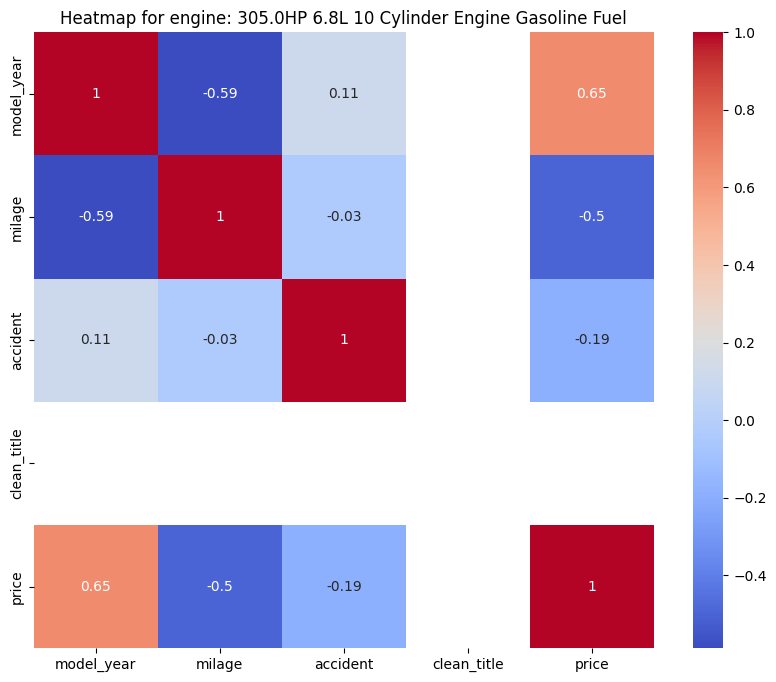 Heatmap for engine: 305.0HP 6.8L 10 Cylinder Engine Gasoline Fuel
model_year
1
-0.59
0.11
0.65
milage
-0.59
1
-0.03
-0.5
accident
0.11
-0.03
1
-0.19
clean_title
price
0.65
-0.5
-0.19
1
model_year
milage
accident
clean_title
price
1.0
0.8
0.6
0.4
0.2
0.0
−0.2
−0.4